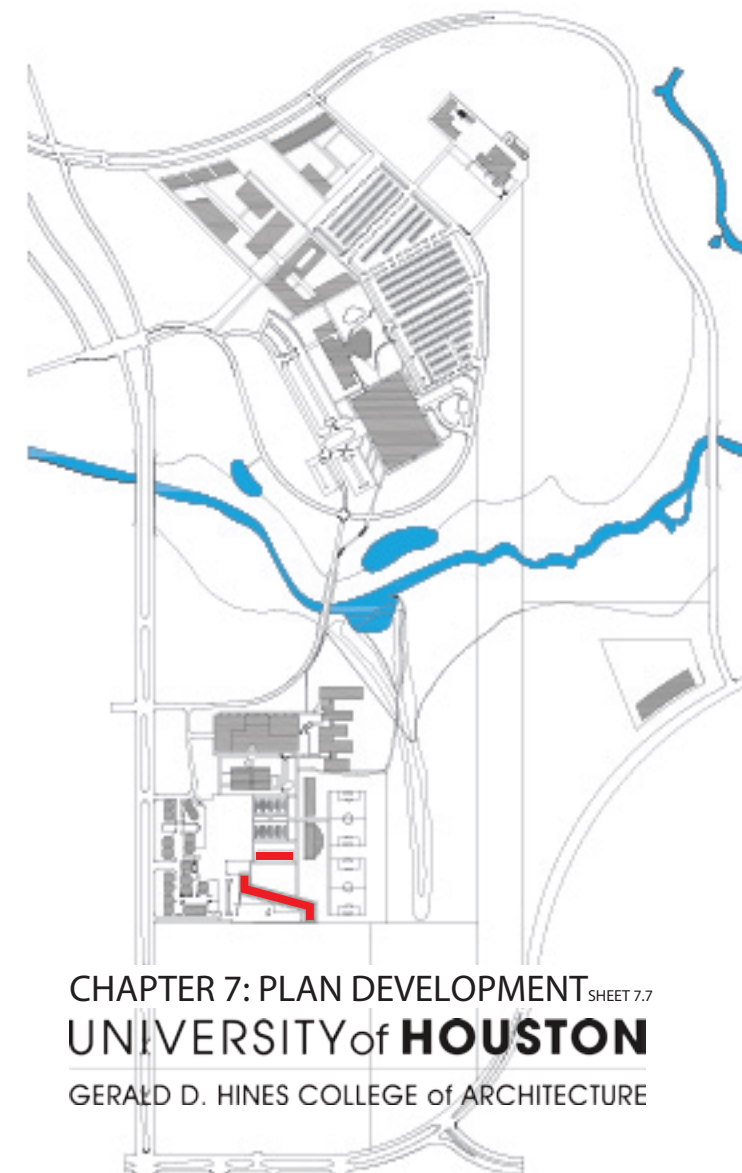 CHAPTER 7: PLAN DEVELOPMENT SHEET 7.7
UNIVERSITY of HOUSTON
GERALD D. HINES COLLEGE of ARCHITECTURE